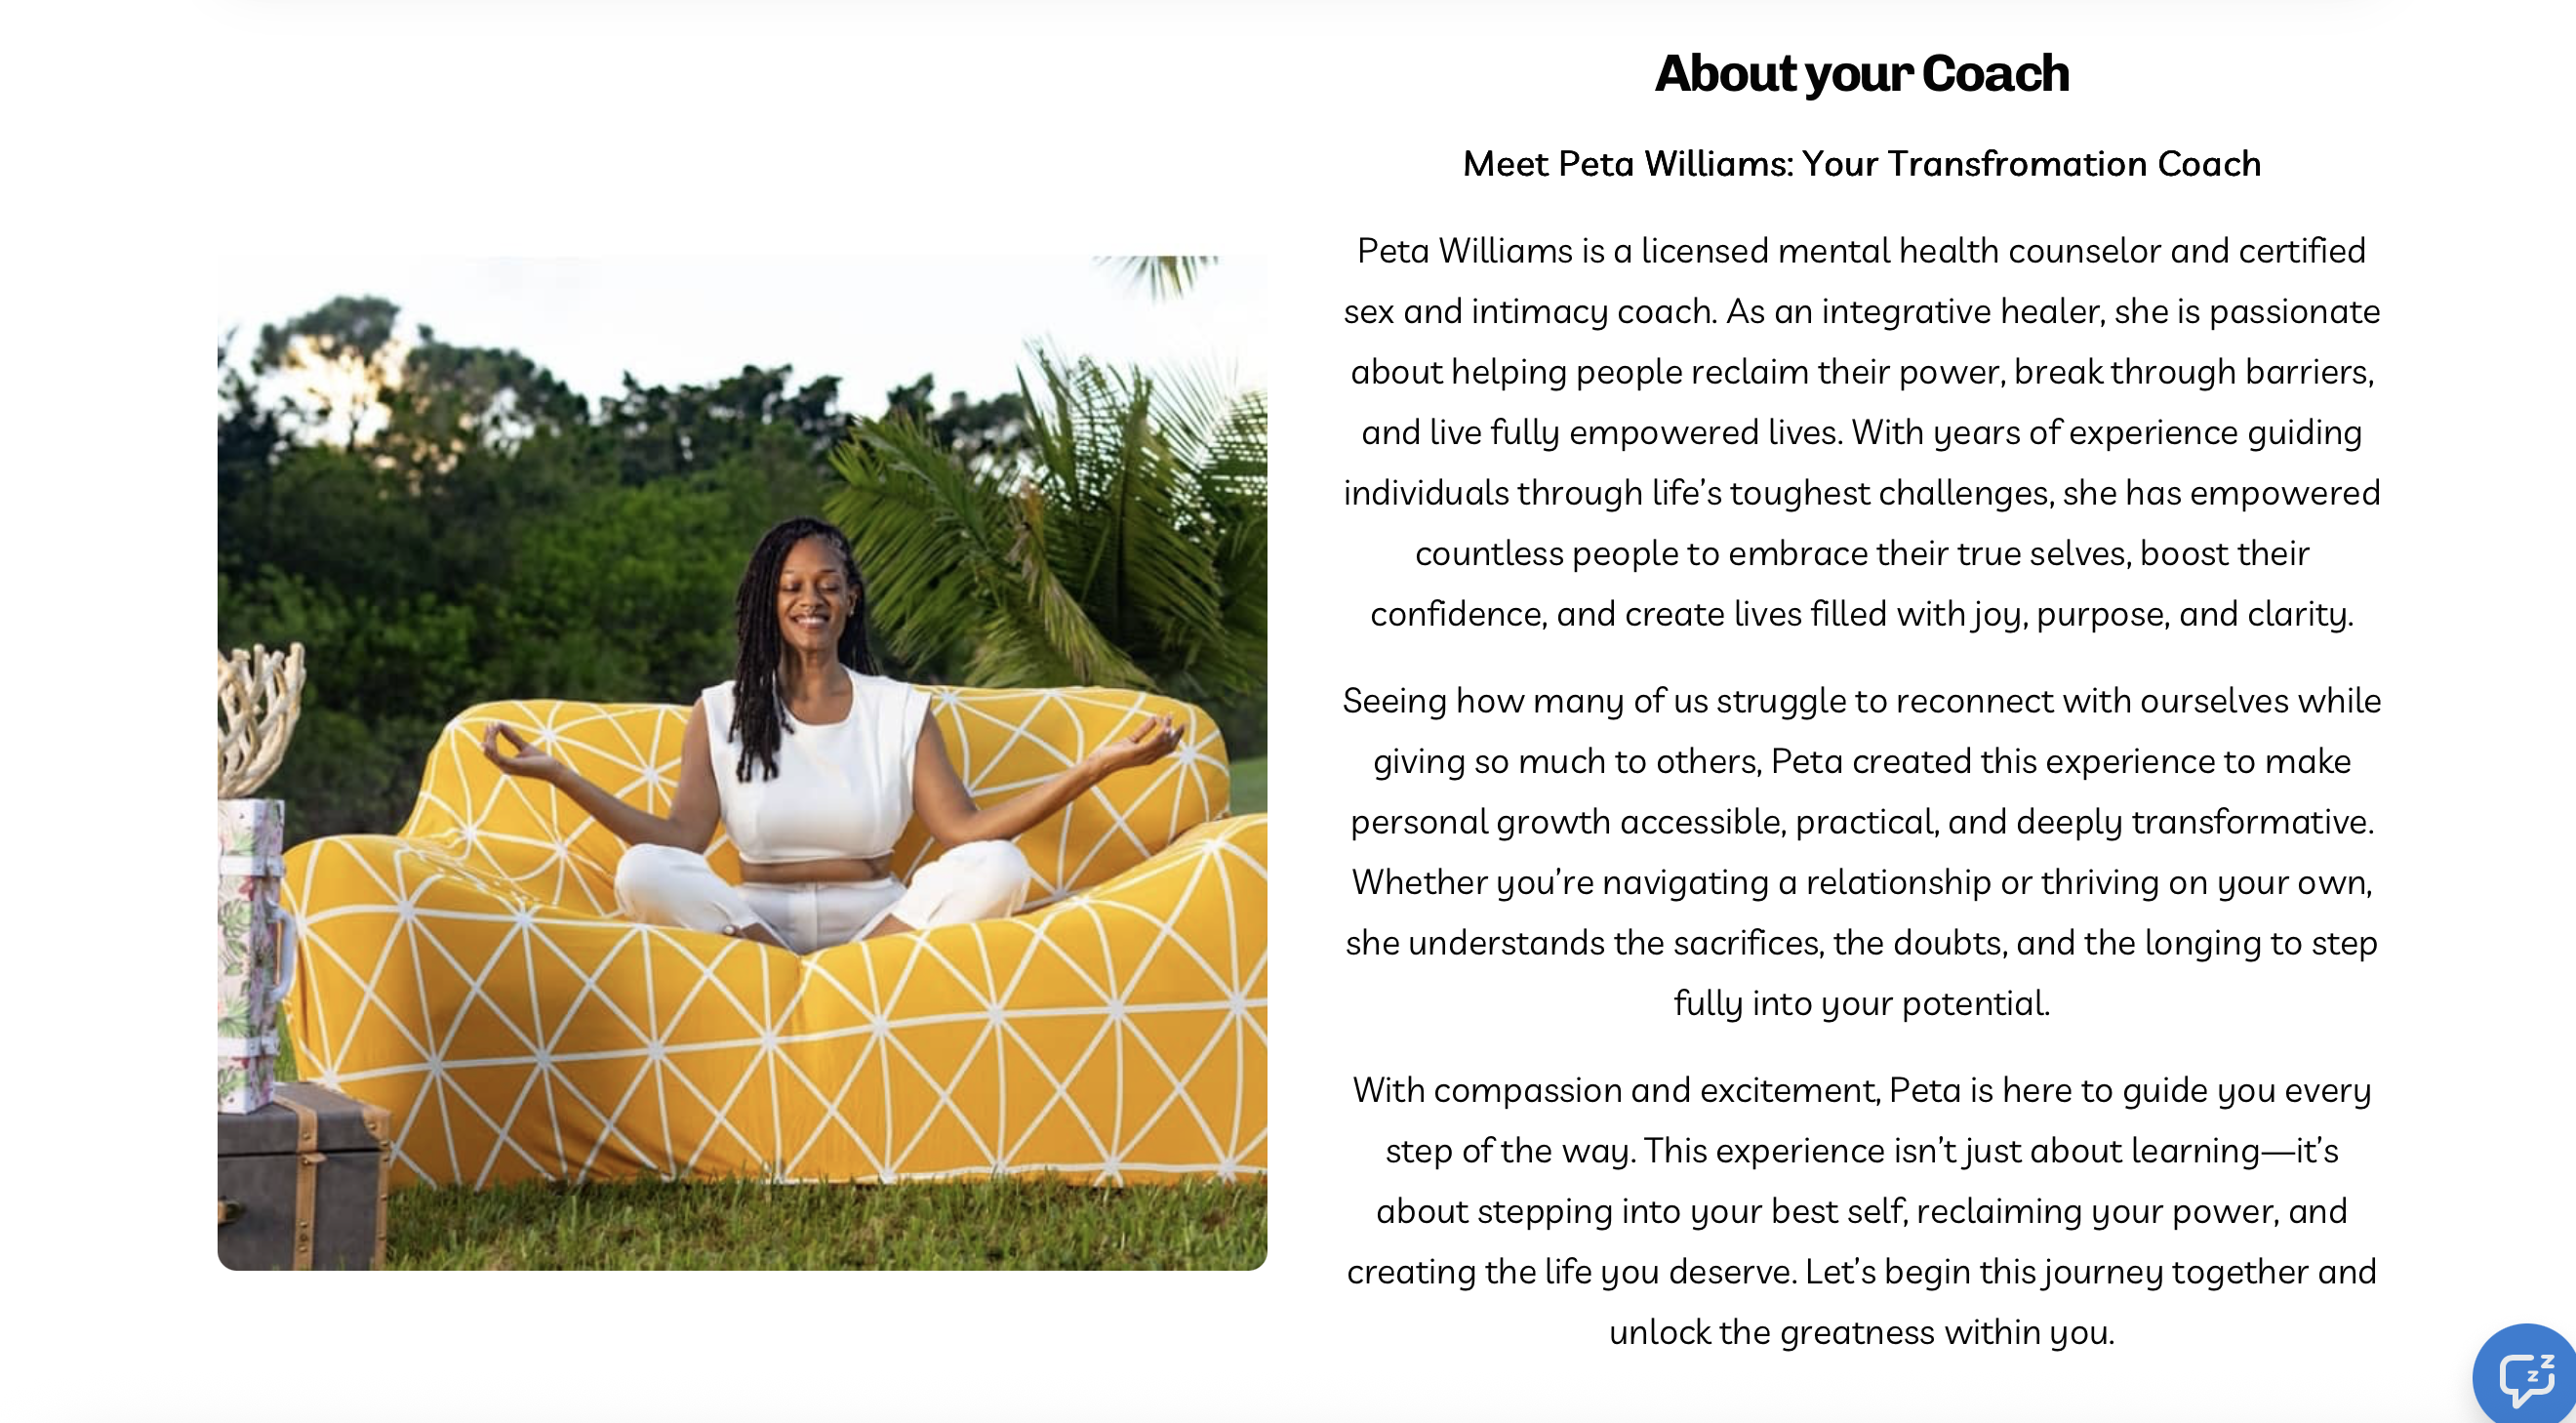 About your Coach
Meet Peta Williams: Your Transfromation Coach
Peta Williams is a licensed mental health counselor and certified
sex and intimacy coach. As an integrative healer, she is passionate
about helping people reclaim their power, break through barriers,
and live fully empowered lives. With years of experience guiding
individuals through life’s toughest challenges, she has empowered
countless people to embrace their true selves, boost their
confidence, and create lives filled with joy, purpose, and clarity.
Seeing how many of us struggle to reconnect with ourselves while
giving so much to others, Peta created this experience to make
personal growth accessible, practical, and deeply transformative.
Whether you’re navigating a relationship or thriving on your own,
she understands the sacrifices, the doubts, and the longing to step
fully into your potential.
With compassion and excitement, Peta is here to guide you every
step of the way. This experience isn’t just about learning—it’s
about stepping into your best self, reclaiming your power, and
creating the life you deserve. Let’s begin this journey together and
unlock the greatness within you.